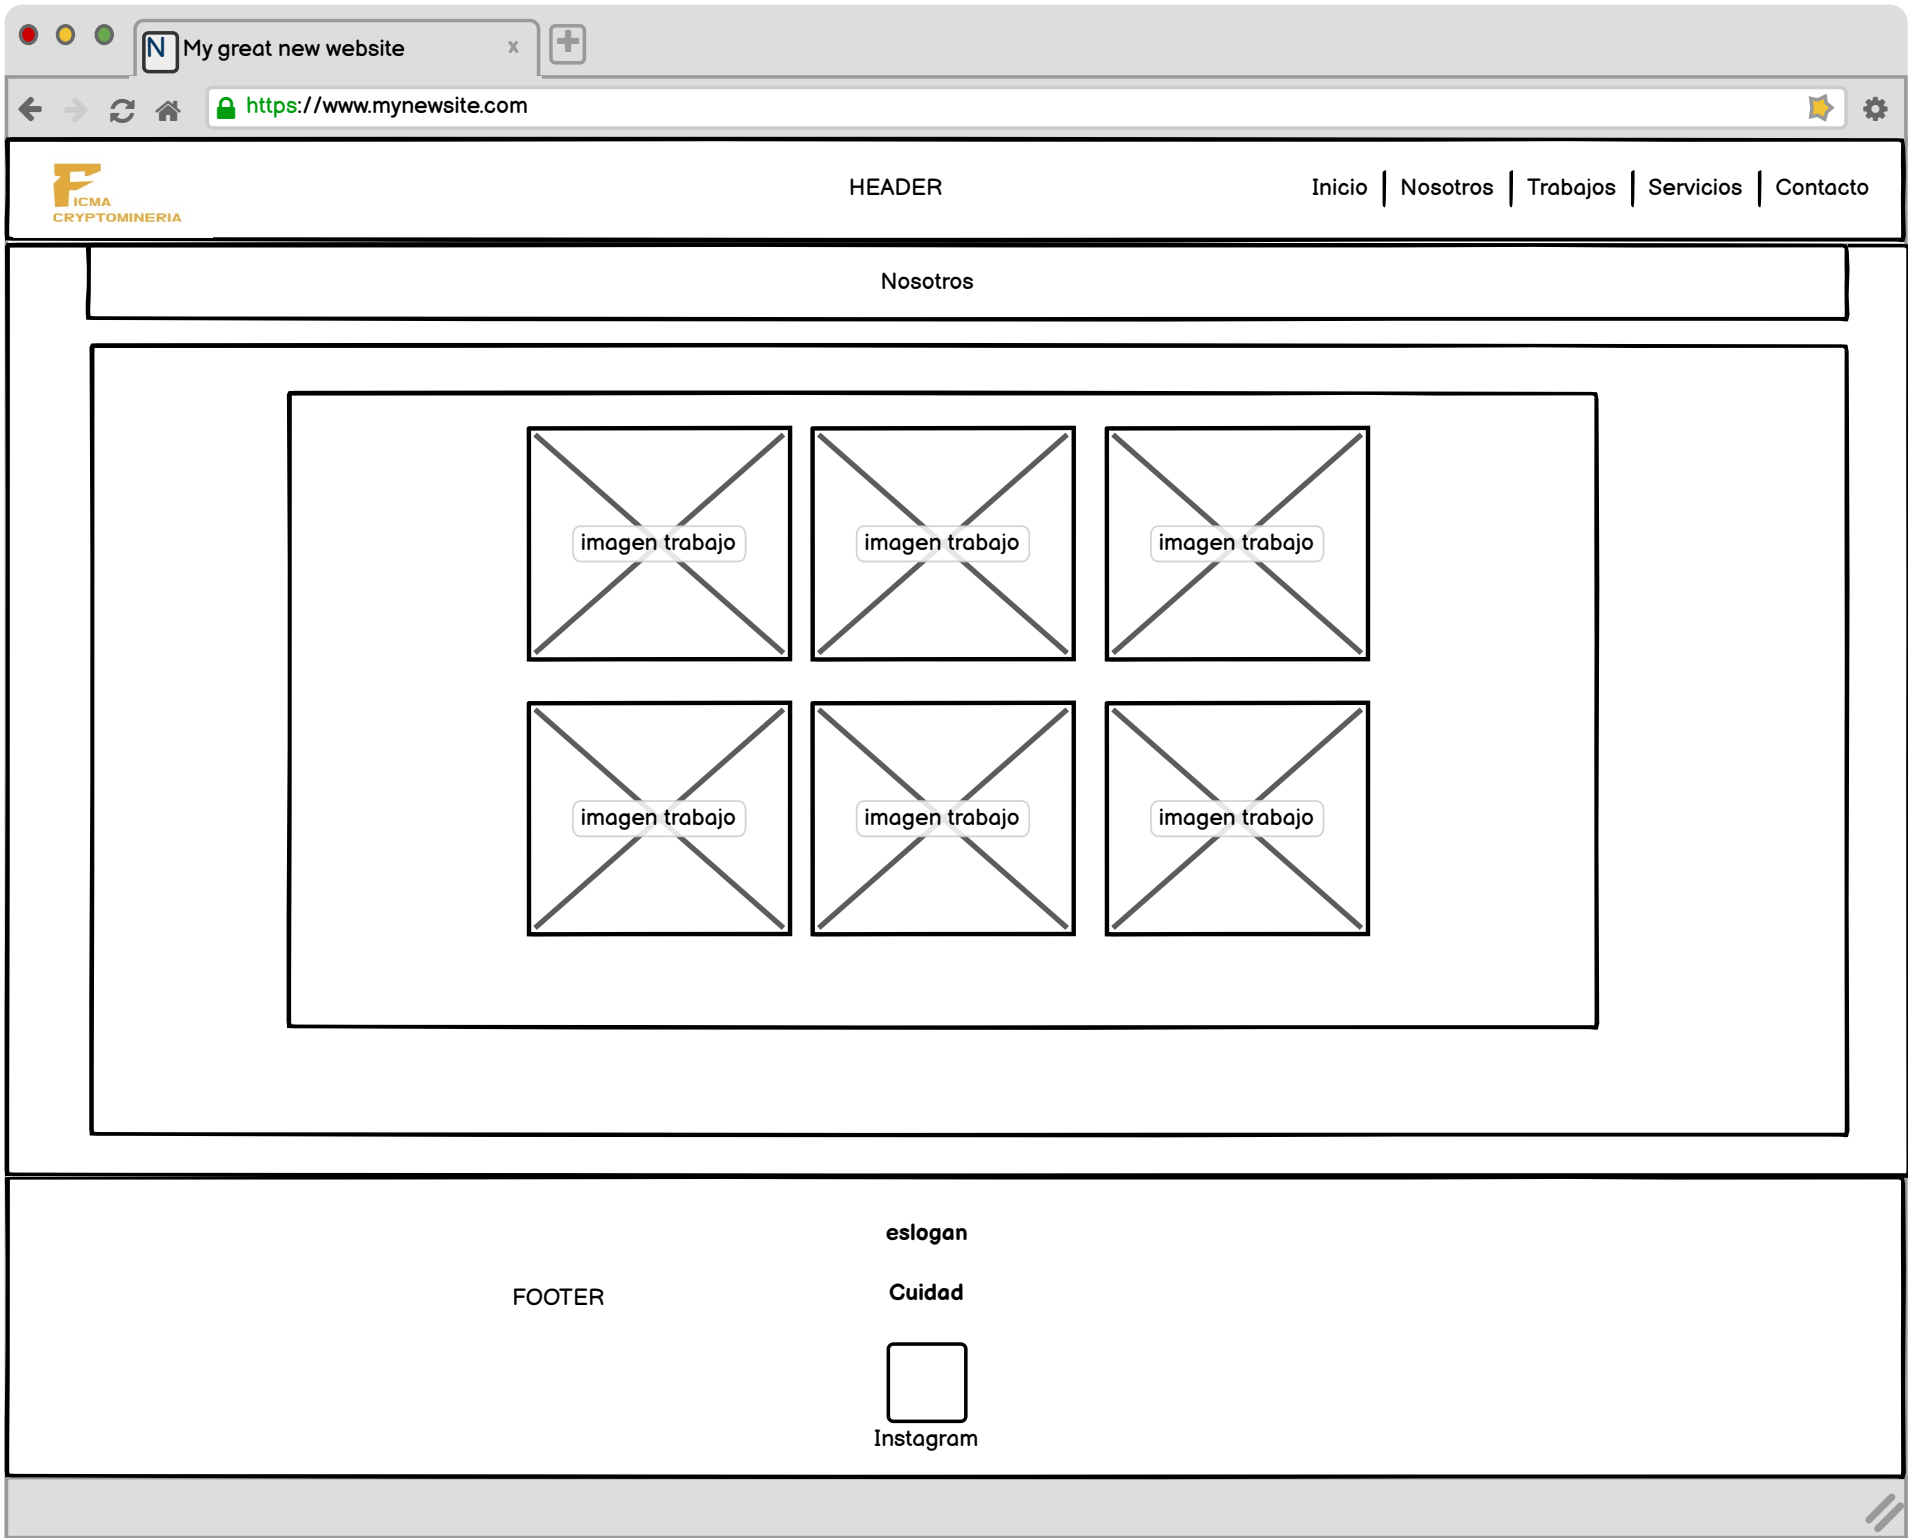 N My great new website x
https://www.mynewsite.com
FICMA
CRYPTOMINERIA
HEADER
Inicio Nosotros Trabajos Servicios Contacto
Nosotros
imagen trabajo imagen trabajo imagen trabajo
imagen trabajo imagen trabajo imagen trabajo
eslogan
Cuidad
FOOTER
Instagram